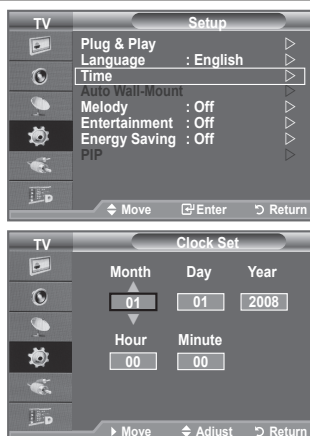 TV Setup
Plug & Play
Language : English
Time
Auto Wall-Mount
Melody : Off
Entertainment : Off
Energy Saving : Off
PIP
Move Enter Return
TV Clock Set
Month Day Year
01 01 2008
Hour Minute
00 00
Move Adjust Return